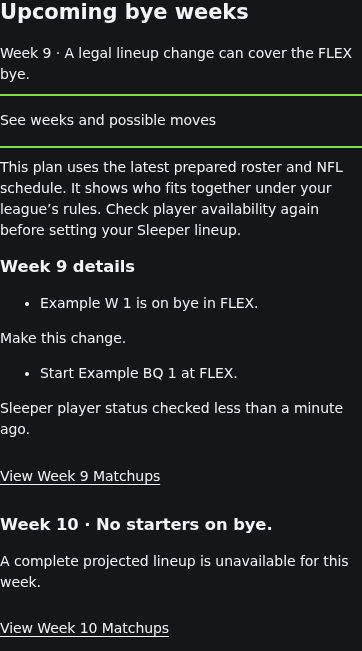 Upcoming bye weeks
Week 9 · A legal lineup change can cover the FLEX
bye.
See weeks and possible moves
This plan uses the latest prepared roster and NFL
schedule. It shows who fits together under your
league’s rules. Check player availability again
before setting your Sleeper lineup.
Week 9 details
• Example W 1 is on bye in FLEX.
Make this change.
• Start Example BQ 1 at FLEX.
Sleeper player status checked less than a minute
ago.
View Week 9 Matchups
Week 10 · No starters on bye.
A complete projected lineup is unavailable for this
week.
View Week 10 Matchups